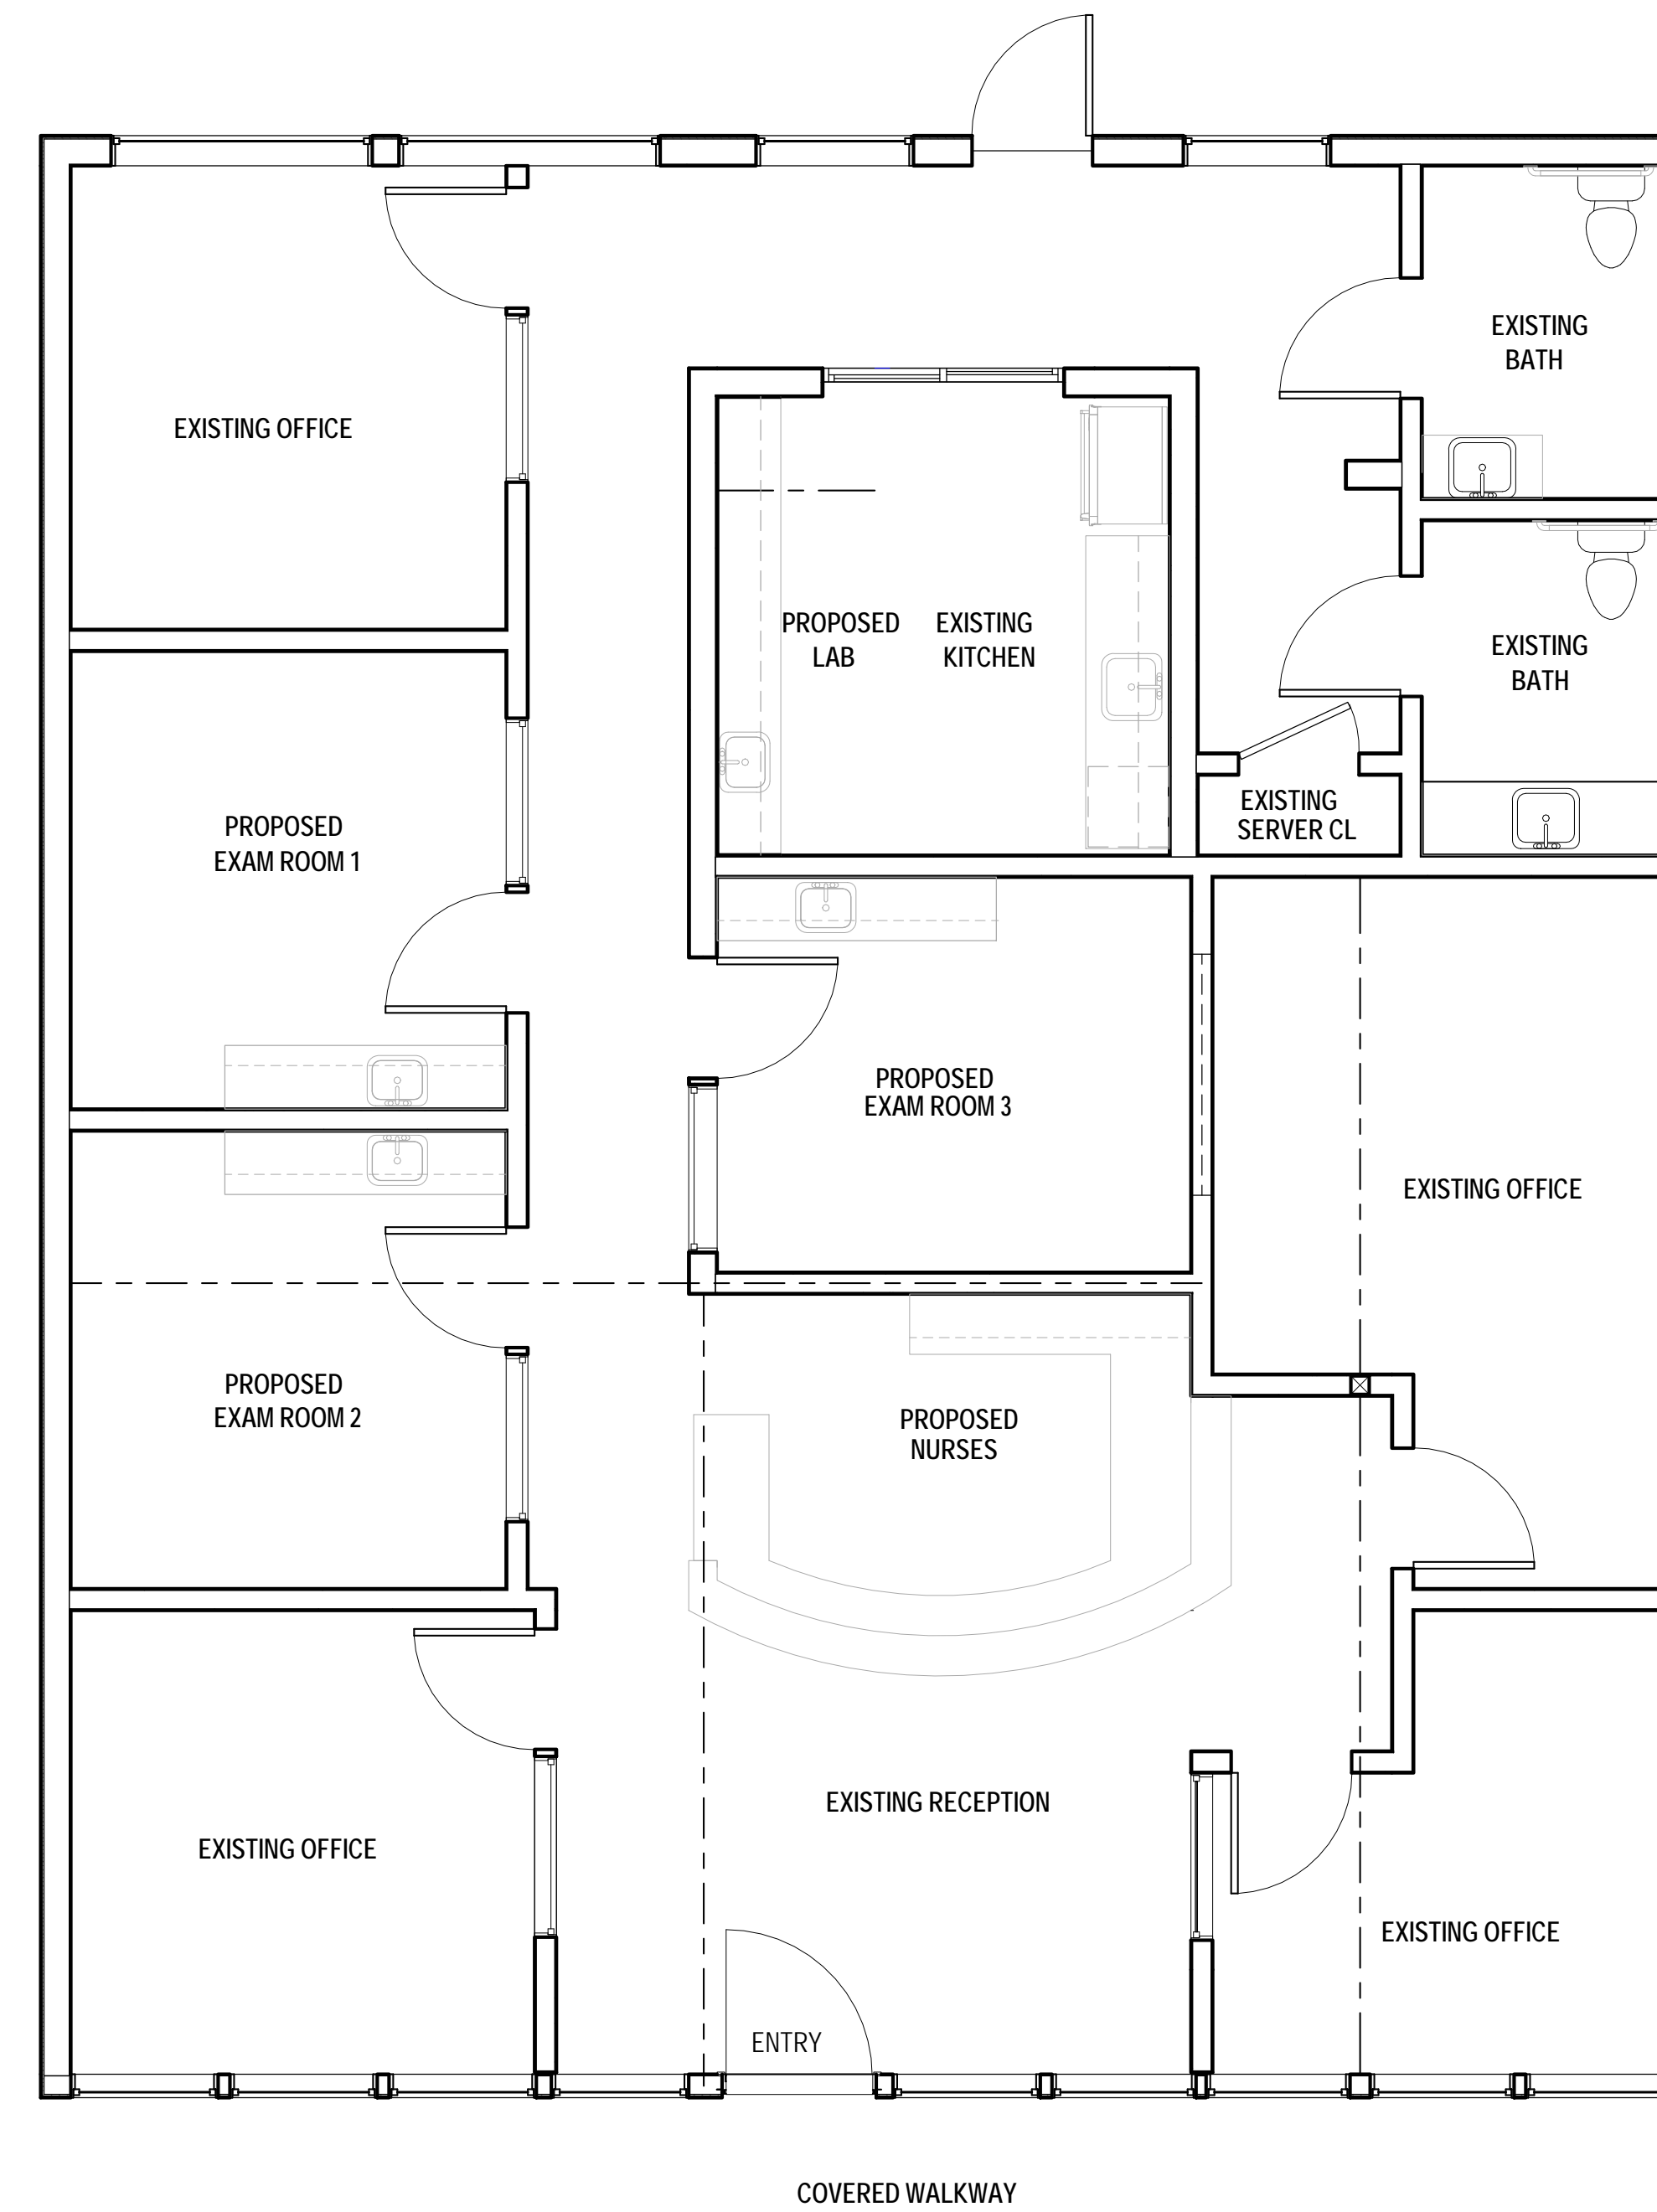 EXISTING
BATH
EXISTING OFFICE
PROPOSED
LAB
EXISTING
KITCHEN
EXISTING
BATH
EXISTING
SERVER CL
PROPOSED
EXAM ROOM 1
PROPOSED
EXAM ROOM 3
EXISTING OFFICE
PROPOSED
EXAM ROOM 2
PROPOSED
NURSES
EXISTING RECEPTION
EXISTING OFFICE
EXISTING OFFICE
ENTRY
COVERED WALKWAY